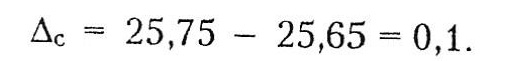 Δc = 25,75 − 25,65 = 0,1.